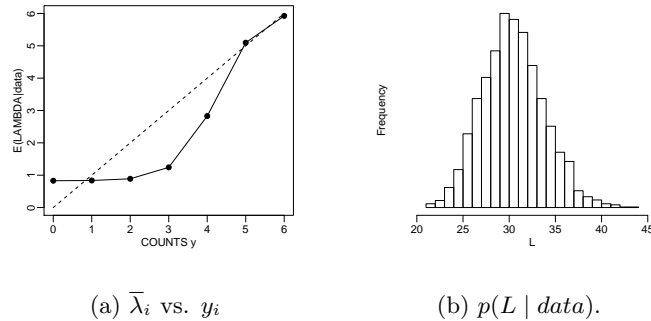 E(LAMBDA|data)
6
5
4
3
2
1
0
0 1 2 3 4 5 6
COUNTS y
Frequency
20 25 30 35 40 45
L
(a) λ̅i vs. yi
(b) p(L | data).